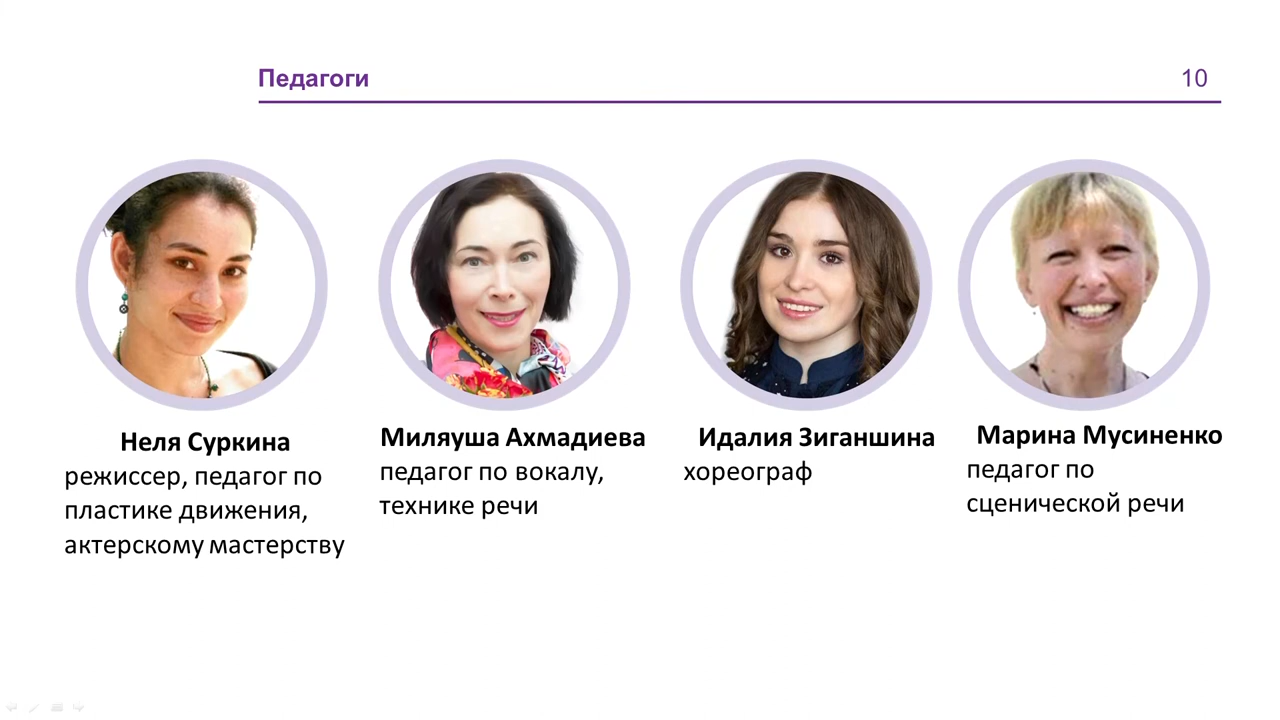 Педагоги
10
Неля Суркина
режиссер, педагог по
пластике движения,
актерскому мастерству
Миляуша Ахмадиева
педагог по вокалу,
технике речи
Идалия Зиганшина
хореограф
Марина Мусиненко
педагог по
сценической речи